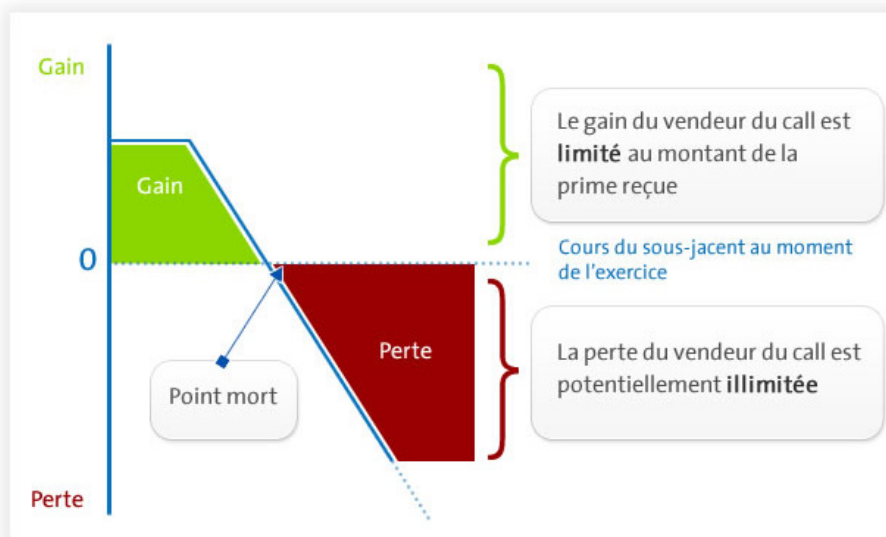 Gain
Le gain du vendeur du call est
limité au montant de la
prime reçue
Gain
0
Cours du sous-jacent au moment
de l'exercice
Perte
La perte du vendeur du call est
potentiellement illimitée
Point mort
Perte